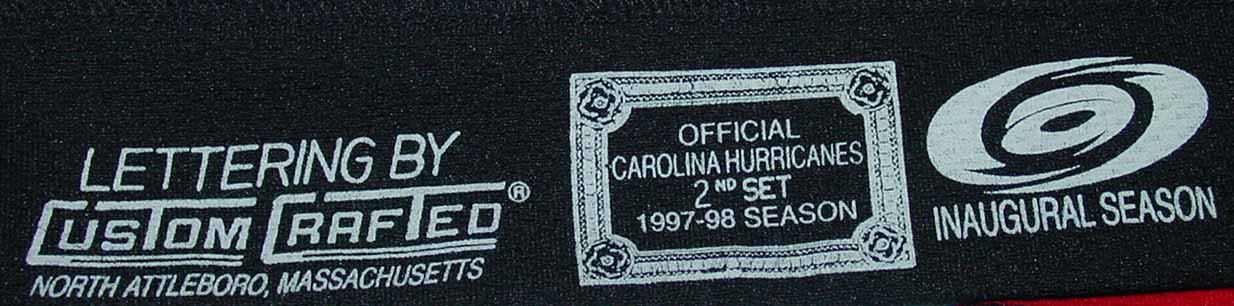 LETTERING BY
CUSTOM CRAFTED®
NORTH ATTLEBORO, MASSACHUSETTS
OFFICIAL
CAROLINA HURRICANES
2ND SET
1997-98 SEASON
INAUGURAL SEASON